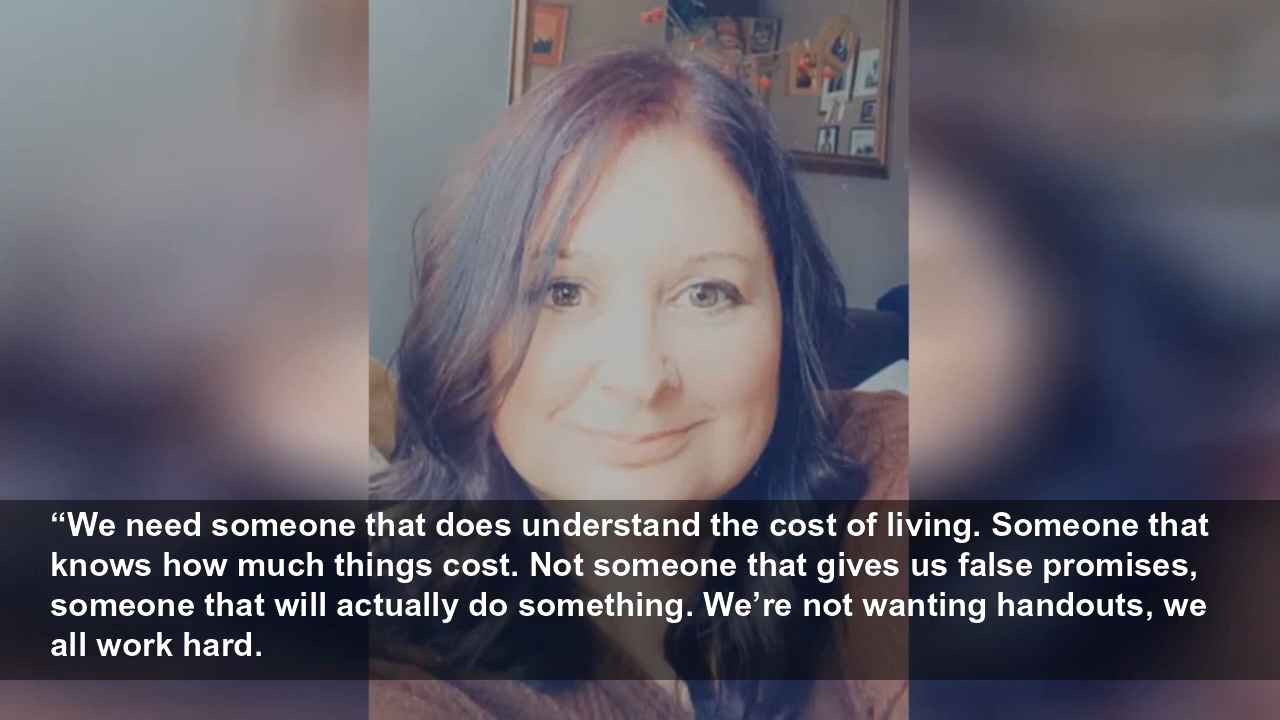 “We need someone that does understand the cost of living. Someone that
knows how much things cost. Not someone that gives us false promises,
someone that will actually do something. We’re not wanting handouts, we
all work hard.